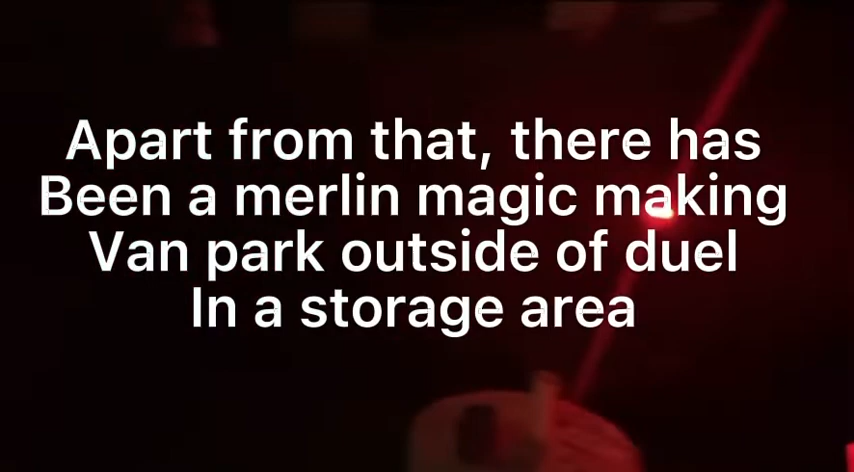 Apart from that, there has
Been a merlin magic making
Van park outside of duel
In a storage area